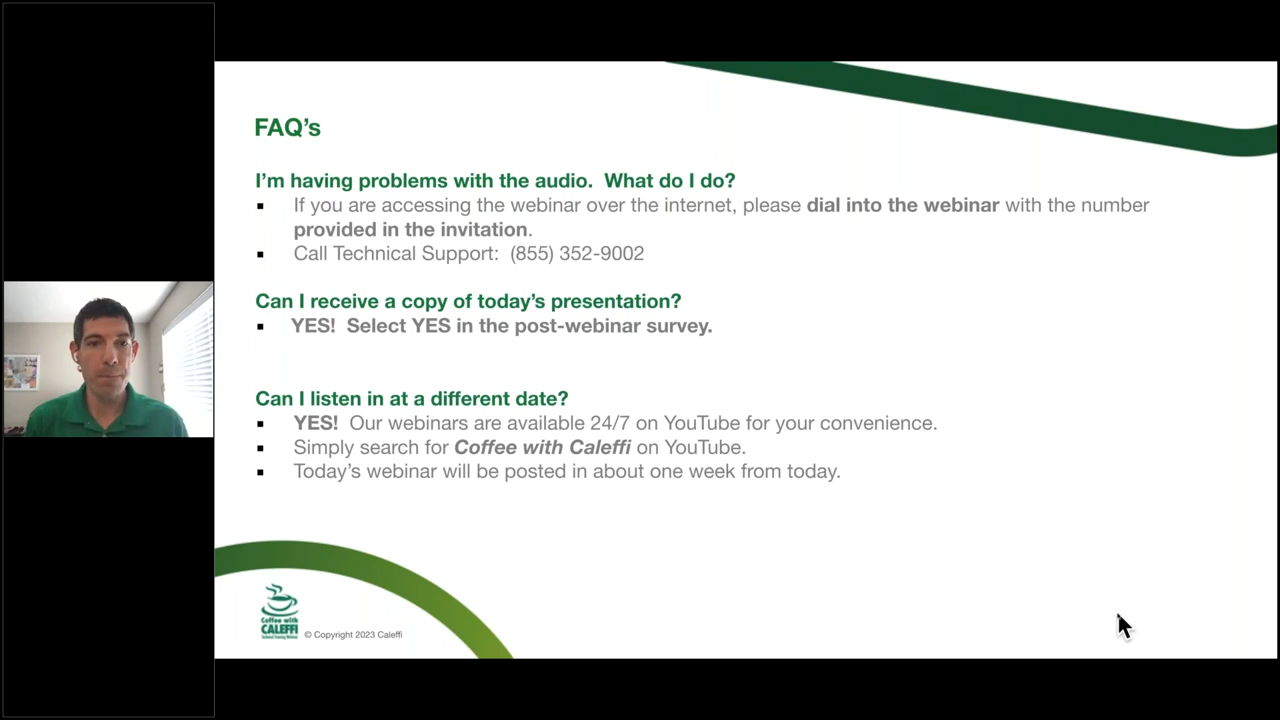 FAQ's
I'm having problems with the audio.  What do I do?
▪ If you are accessing the webinar over the internet, please dial into the webinar with the number
provided in the invitation.
▪ Call Technical Support:  (855) 352-9002
Can I receive a copy of today's presentation?
▪ YES!  Select YES in the post-webinar survey.
Can I listen in at a different date?
▪ YES!  Our webinars are available 24/7 on YouTube for your convenience.
▪ Simply search for Coffee with Caleffi on YouTube.
▪ Today's webinar will be posted in about one week from today.
Coffee with
CALEFFI
© Copyright 2023 Caleffi